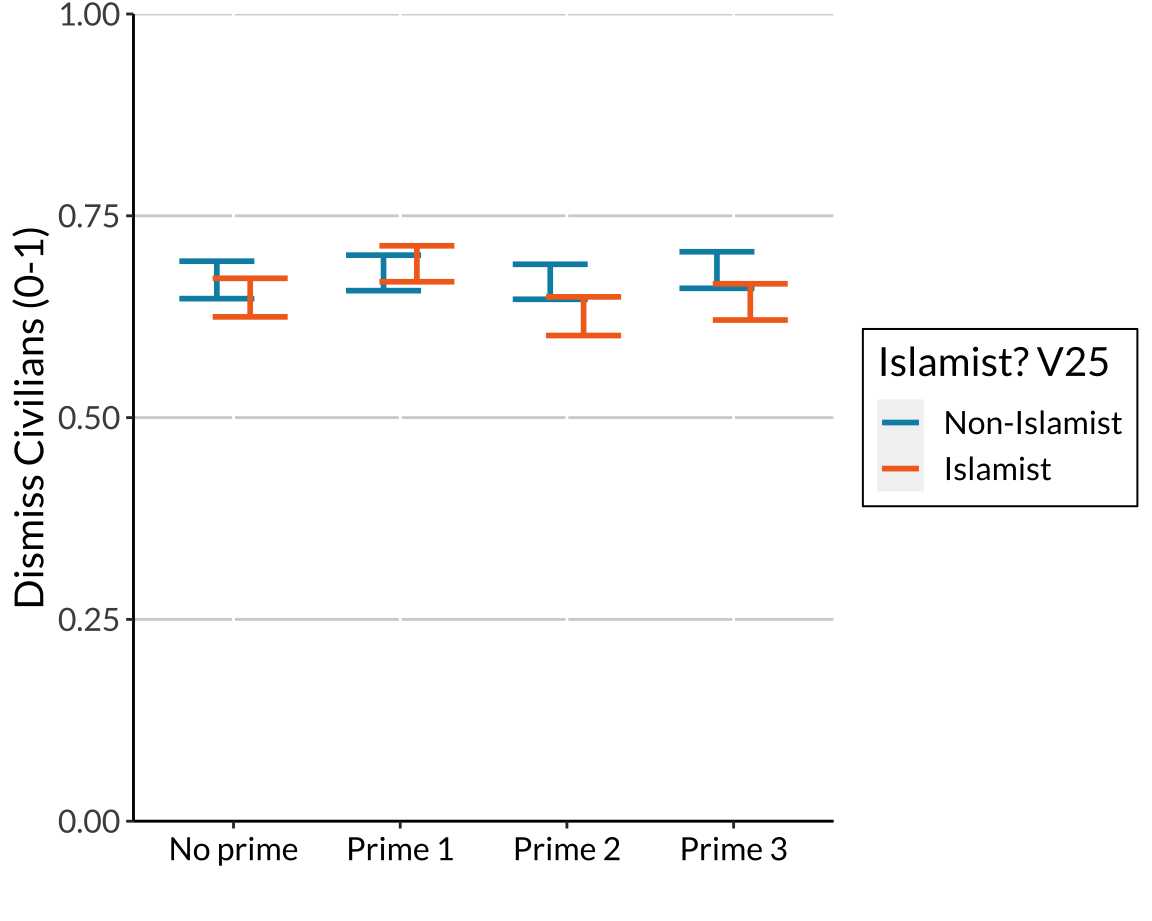 1.00
0.75
0.50
0.25
0.00
Dismiss Civilians (0-1)
No prime
Prime 1
Prime 2
Prime 3
Islamist? V25
Non-Islamist
Islamist